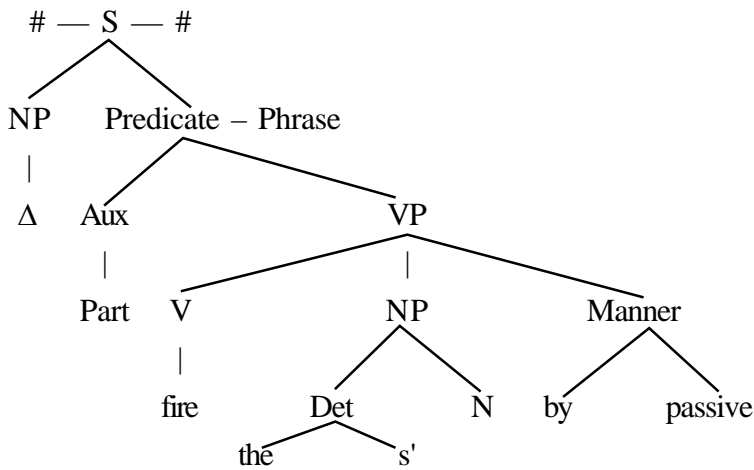 # — S — #
NP Predicate – Phrase
Δ Aux VP
Part V NP Manner
fire Det N by passive
the s'